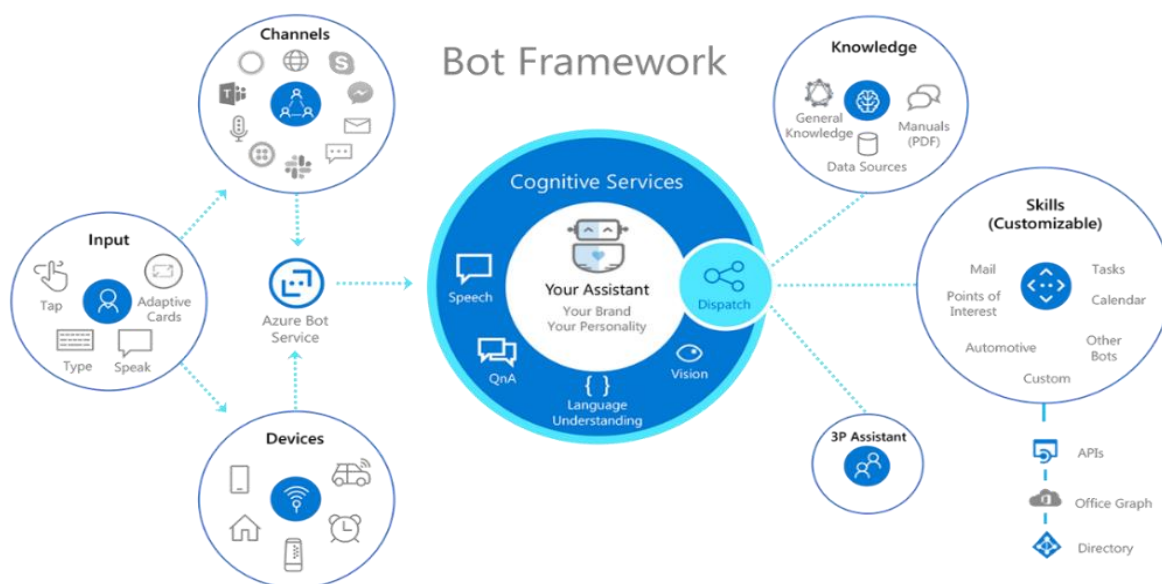 Bot Framework
Channels
T
S
Input
Tap
Adaptive
Cards
Type
Speak
Azure Bot
Service
Devices
Cognitive Services
Speech
QnA
{ }
Language
Understanding
Vision
Your Assistant
Your Brand
Your Personality
Dispatch
Knowledge
General
Knowledge
Manuals
(PDF)
Data Sources
Skills
(Customizable)
Mail
Tasks
Points of
Interest
Calendar
Automotive
Other
Bots
Custom
3P Assistant
APIs
Office Graph
Directory